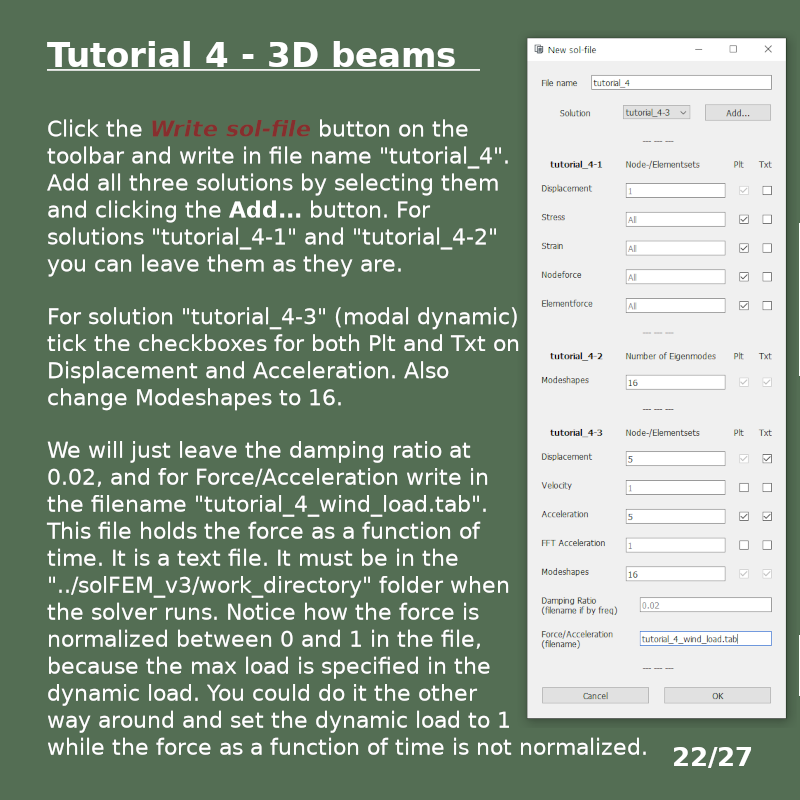 Tutorial 4 - 3D beams
Click the Write sol-file button on the
toolbar and write in file name "tutorial_4".
Add all three solutions by selecting them
and clicking the Add... button. For
solutions "tutorial_4-1" and "tutorial_4-2"
you can leave them as they are.
For solution "tutorial_4-3" (modal dynamic)
tick the checkboxes for both Plt and Txt on
Displacement and Acceleration. Also
change Modeshapes to 16.
We will just leave the damping ratio at
0.02, and for Force/Acceleration write in
the filename "tutorial_4_wind_load.tab".
This file holds the force as a function of
time. It is a text file. It must be in the
"../solFEM_v3/work_directory" folder when
the solver runs. Notice how the force is
normalized between 0 and 1 in the file,
because the max load is specified in the
dynamic load. You could do it the other
way around and set the dynamic load to 1
while the force as a function of time is not normalized.
22/27
New sol-file
File name tutorial_4
Solution tutorial_4-3 Add...
tutorial_4-1 Node-/Elementsets Plt Txt
Displacement 1
Stress All
Strain All
Nodeforce All
Elementforce All
tutorial_4-2 Number of Eigenmodes Plt Txt
Modeshapes 16
tutorial_4-3 Node-/Elementsets Plt Txt
Displacement 5
Velocity 1
Acceleration 5
FFT Acceleration 1
Modeshapes 16
Damping Ratio
(filename if by freq) 0.02
Force/Acceleration
(filename) tutorial_4_wind_load.tab
Cancel OK